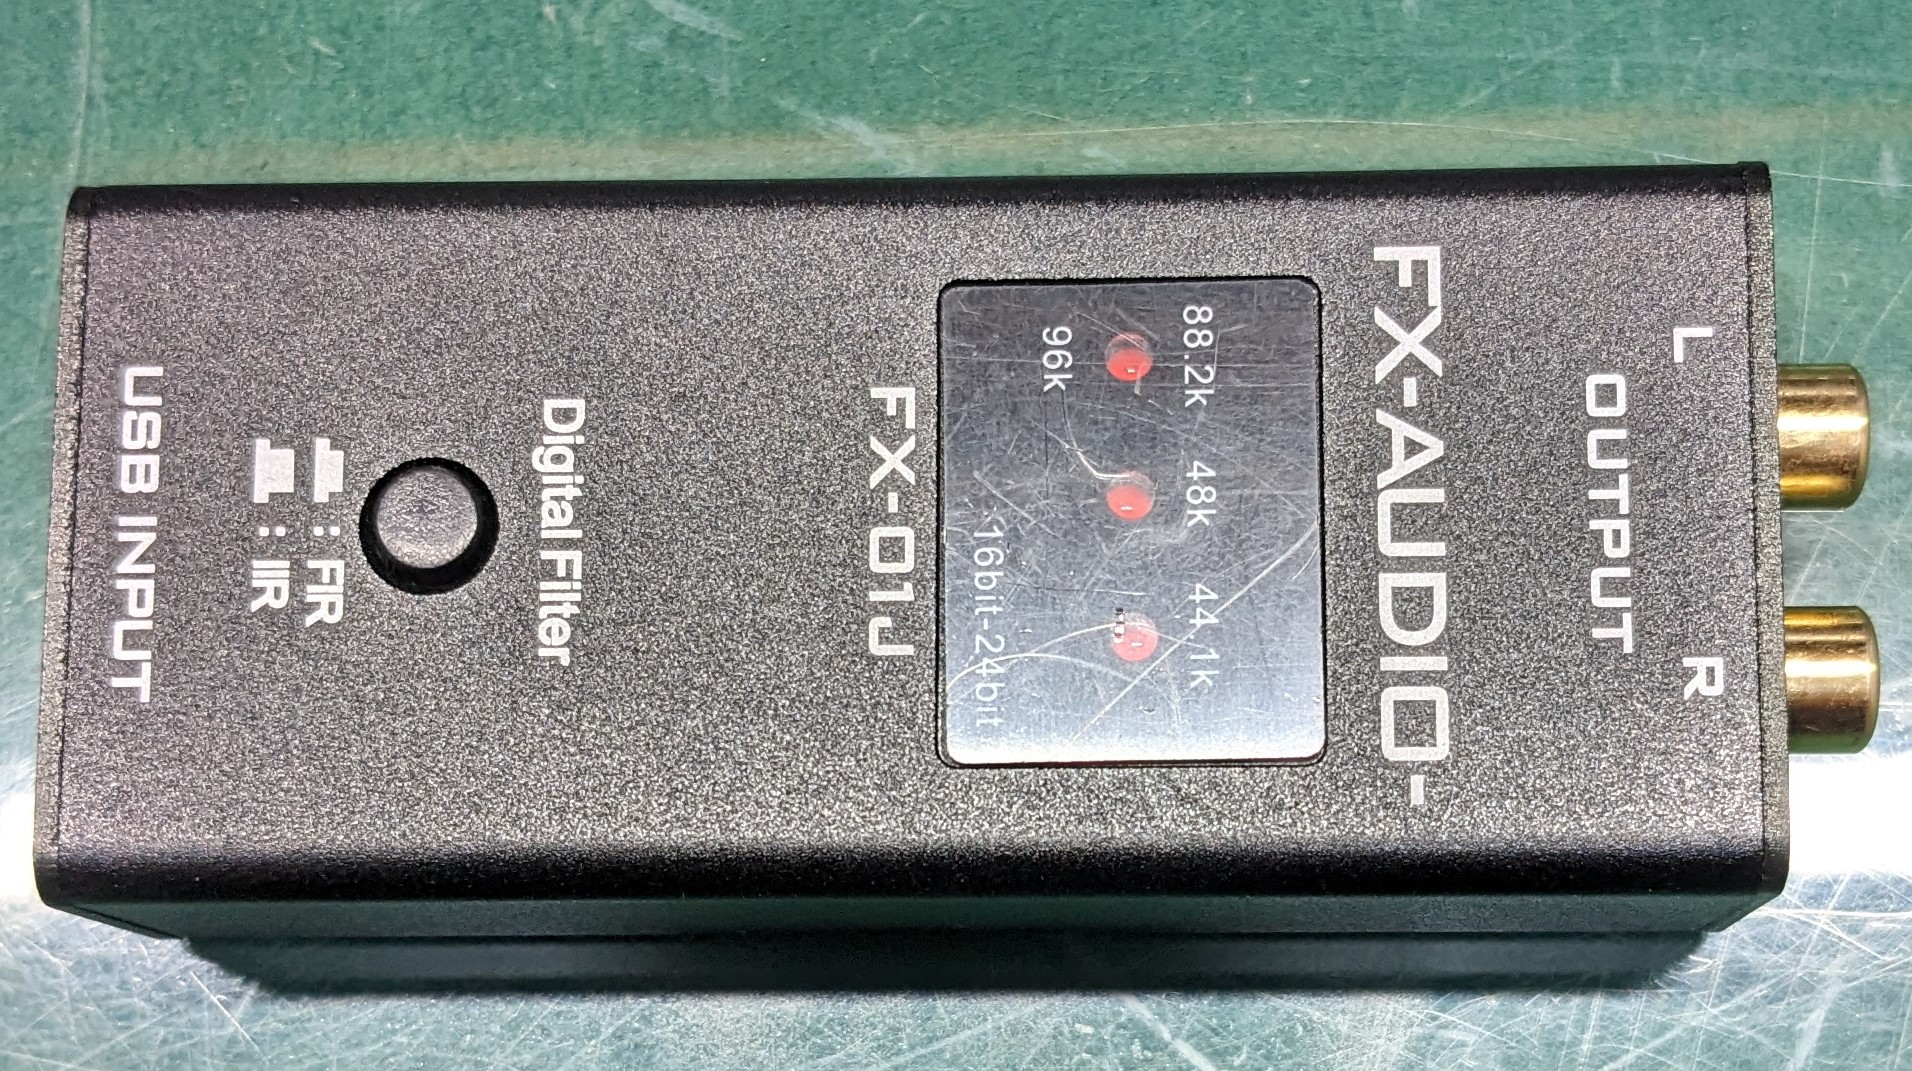 L R
OUTPUT
FX-AUDIO-
88.2k 48k 44.1k
96k
16bit-24bit
FX-01J
Digital Filter
: FIR
: IIR
USB INPUT